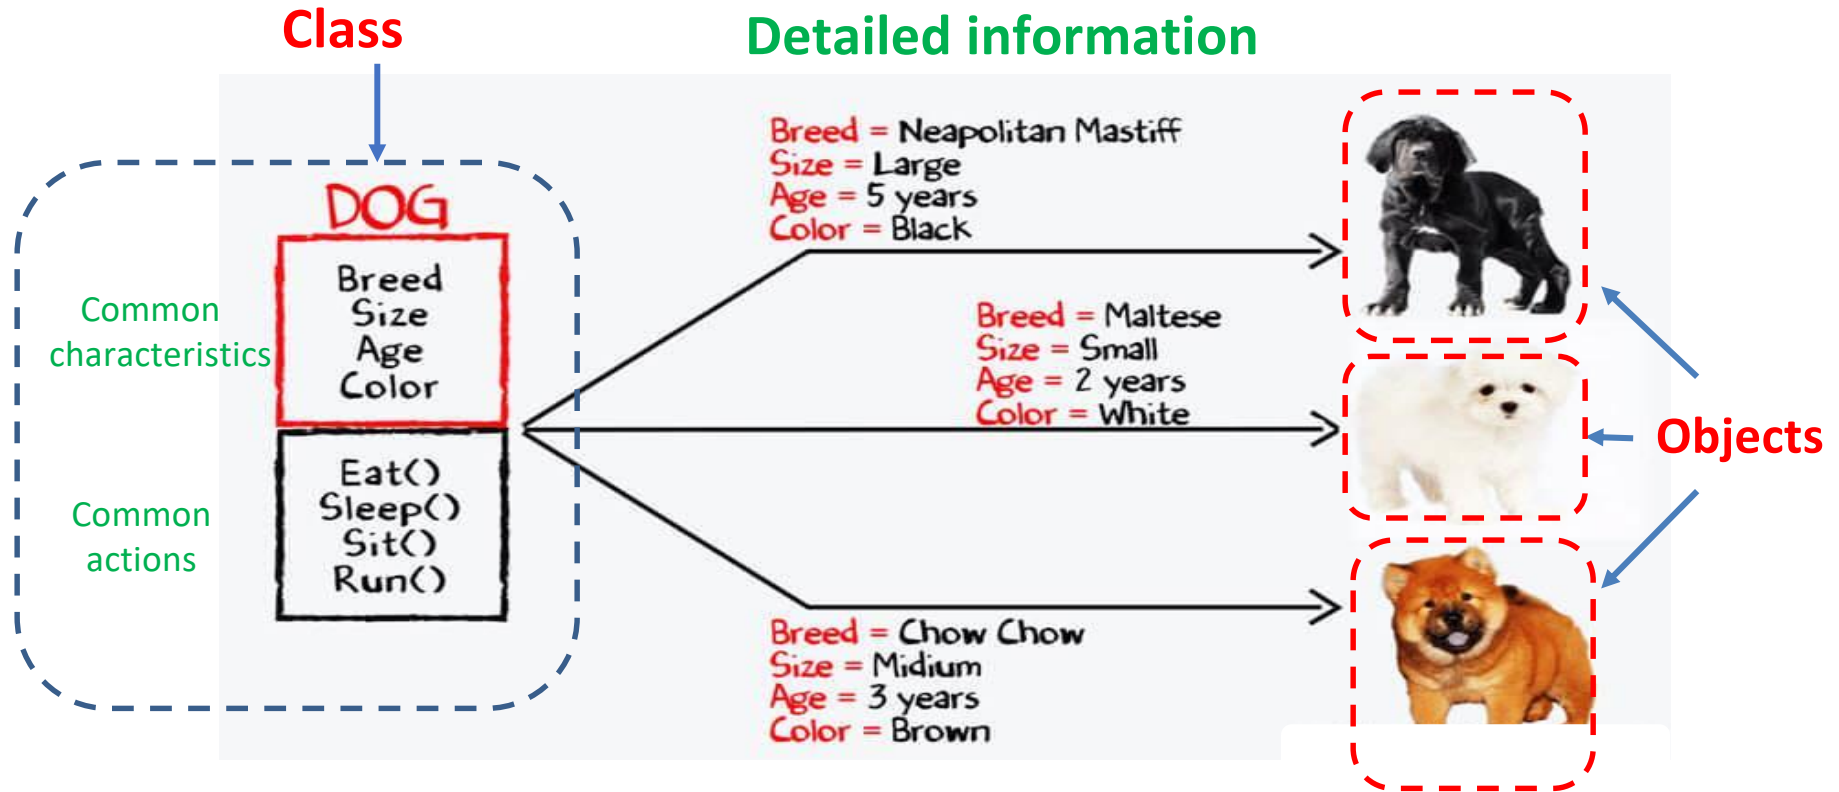 Class
Detailed information
DOG
Breed
Size
Age
Color
Common
characteristics
Eat()
Sleep()
Sit()
Run()
Common
actions
Breed = Neapolitan Mastiff
Size = Large
Age = 5 years
Color = Black
Breed = Maltese
Size = Small
Age = 2 years
Color = White
Breed = Chow Chow
Size = Midium
Age = 3 years
Color = Brown
Objects